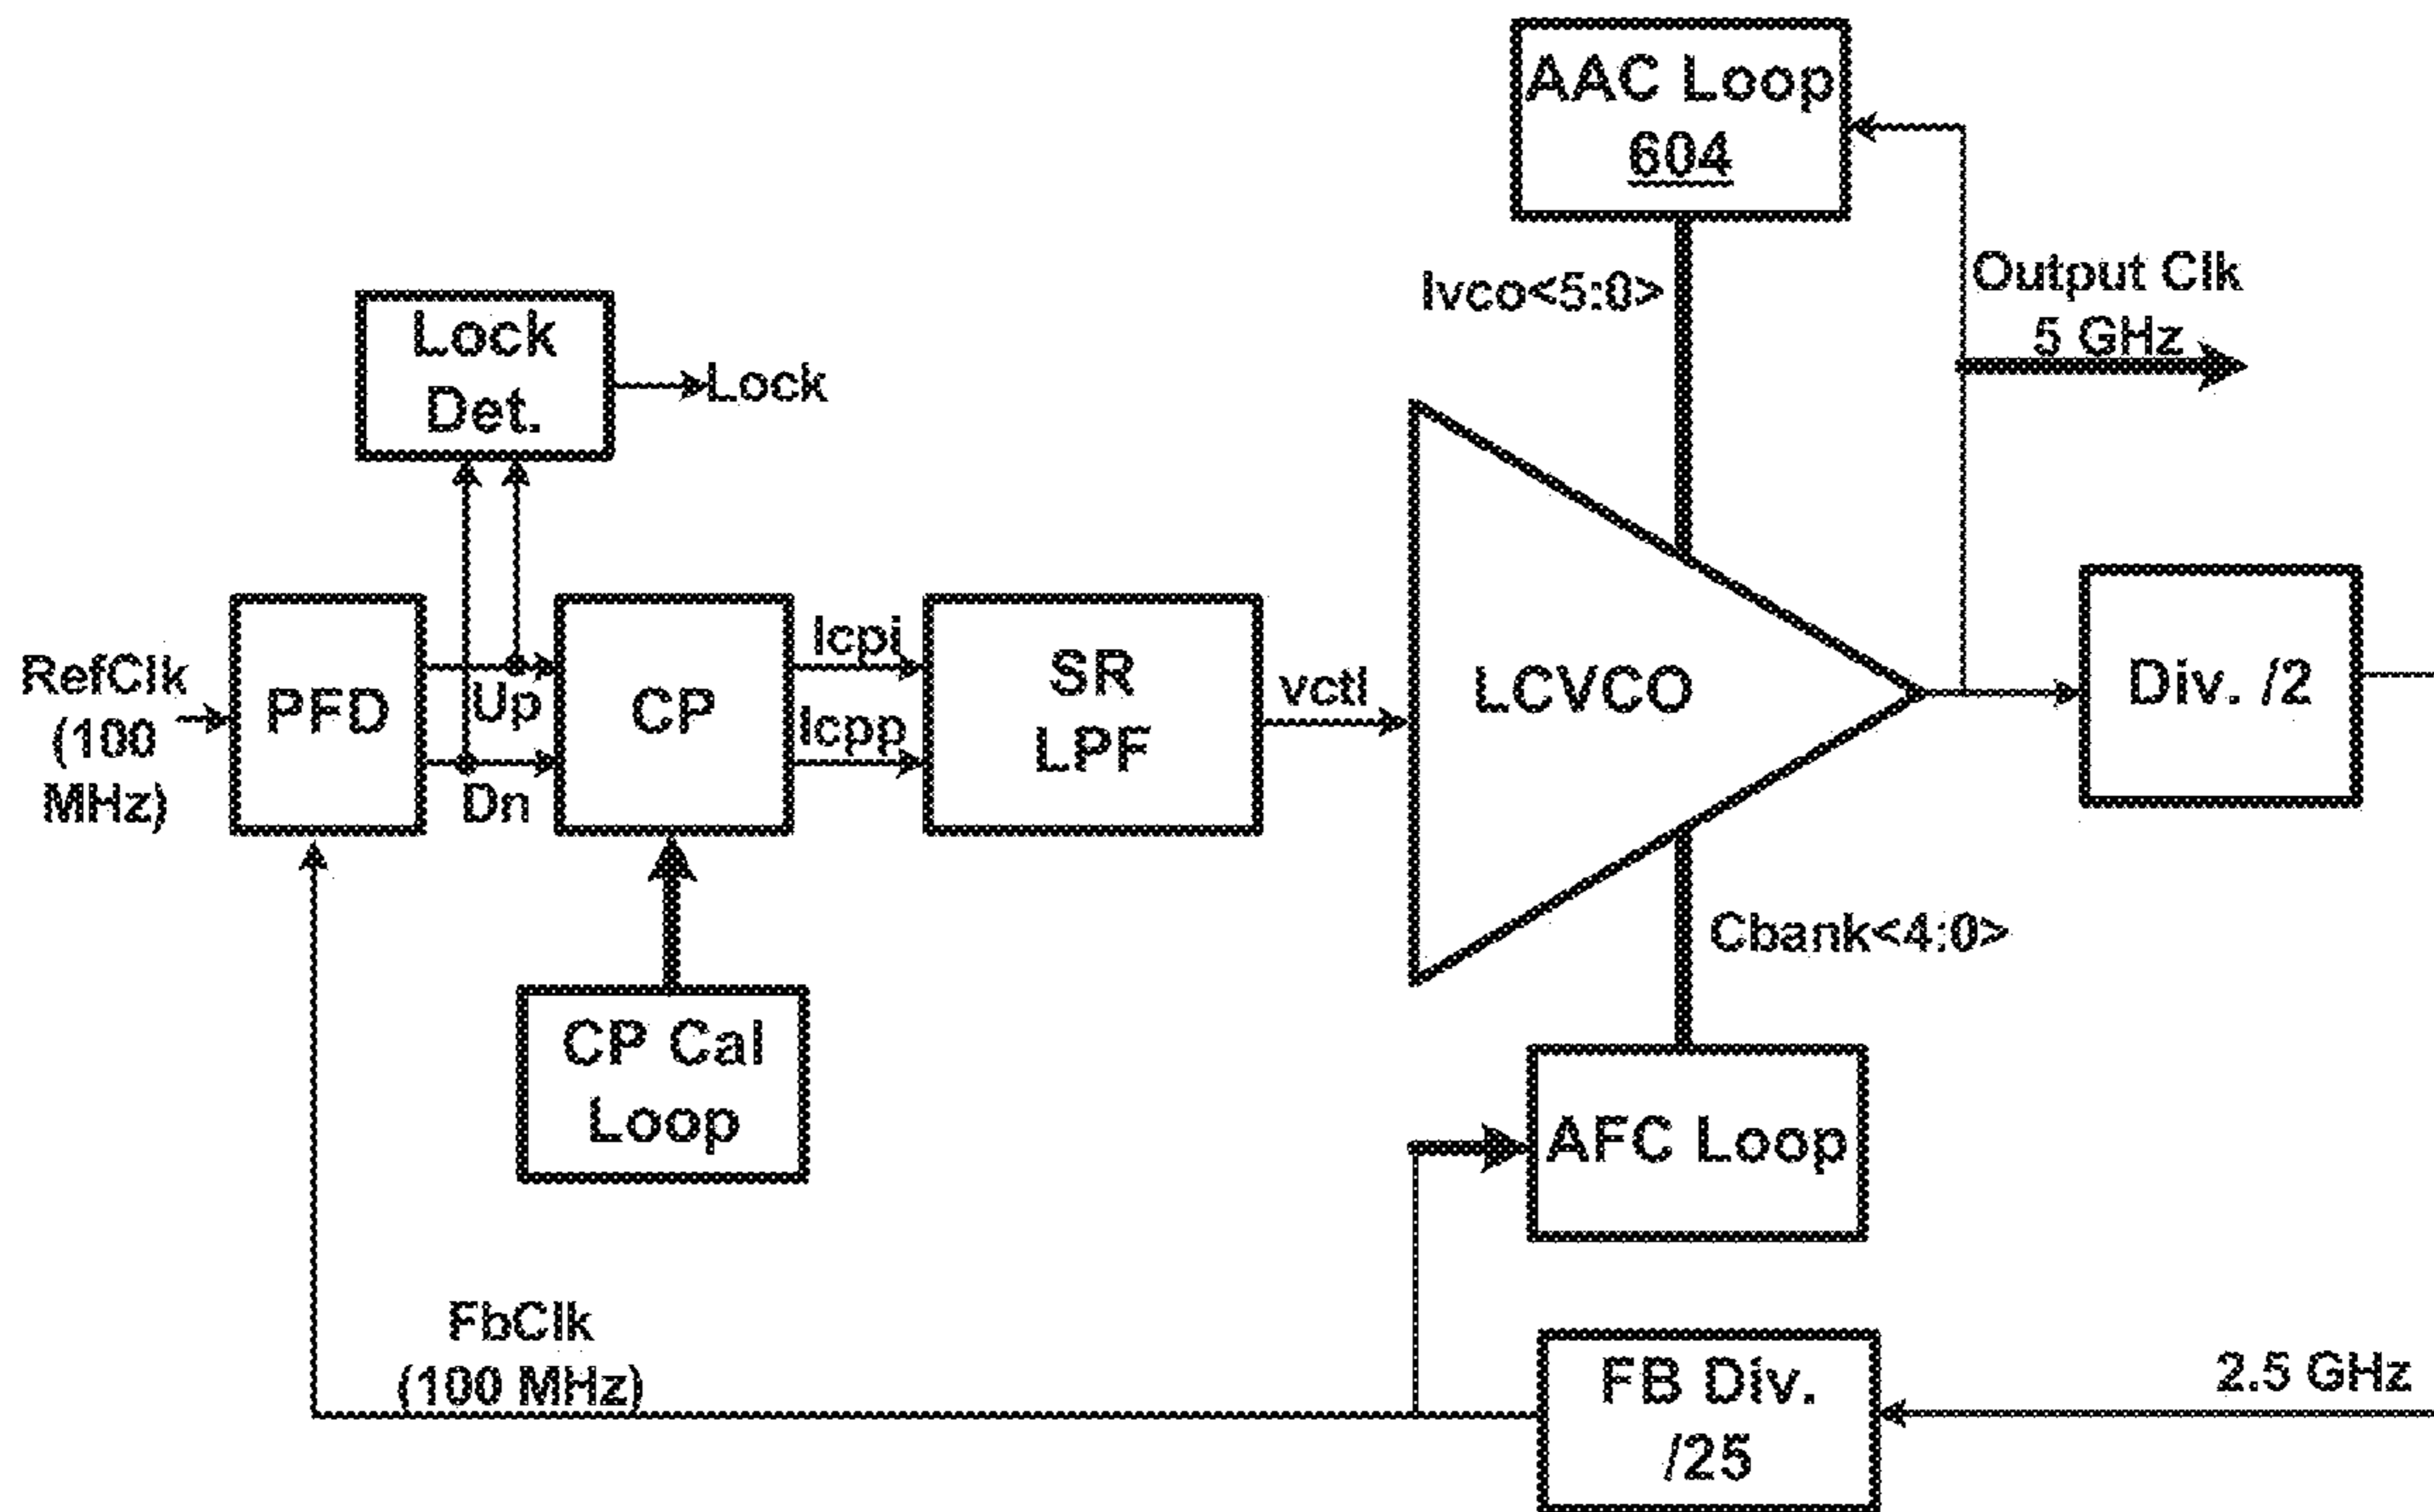 AAC Loop
604
Ivco<5:0>
Output Clk
5 GHz
Lock
Det.
Lock
RefClk
(100
MHz)
PFD
Up
Dn
CP
Icpi
Icpp
SR
LPF
vctl
LCVCO
Div. /2
Cbank<4:0>
CP Cal
Loop
AFC Loop
FbClk
(100 MHz)
FB Div.
/25
2.5 GHz